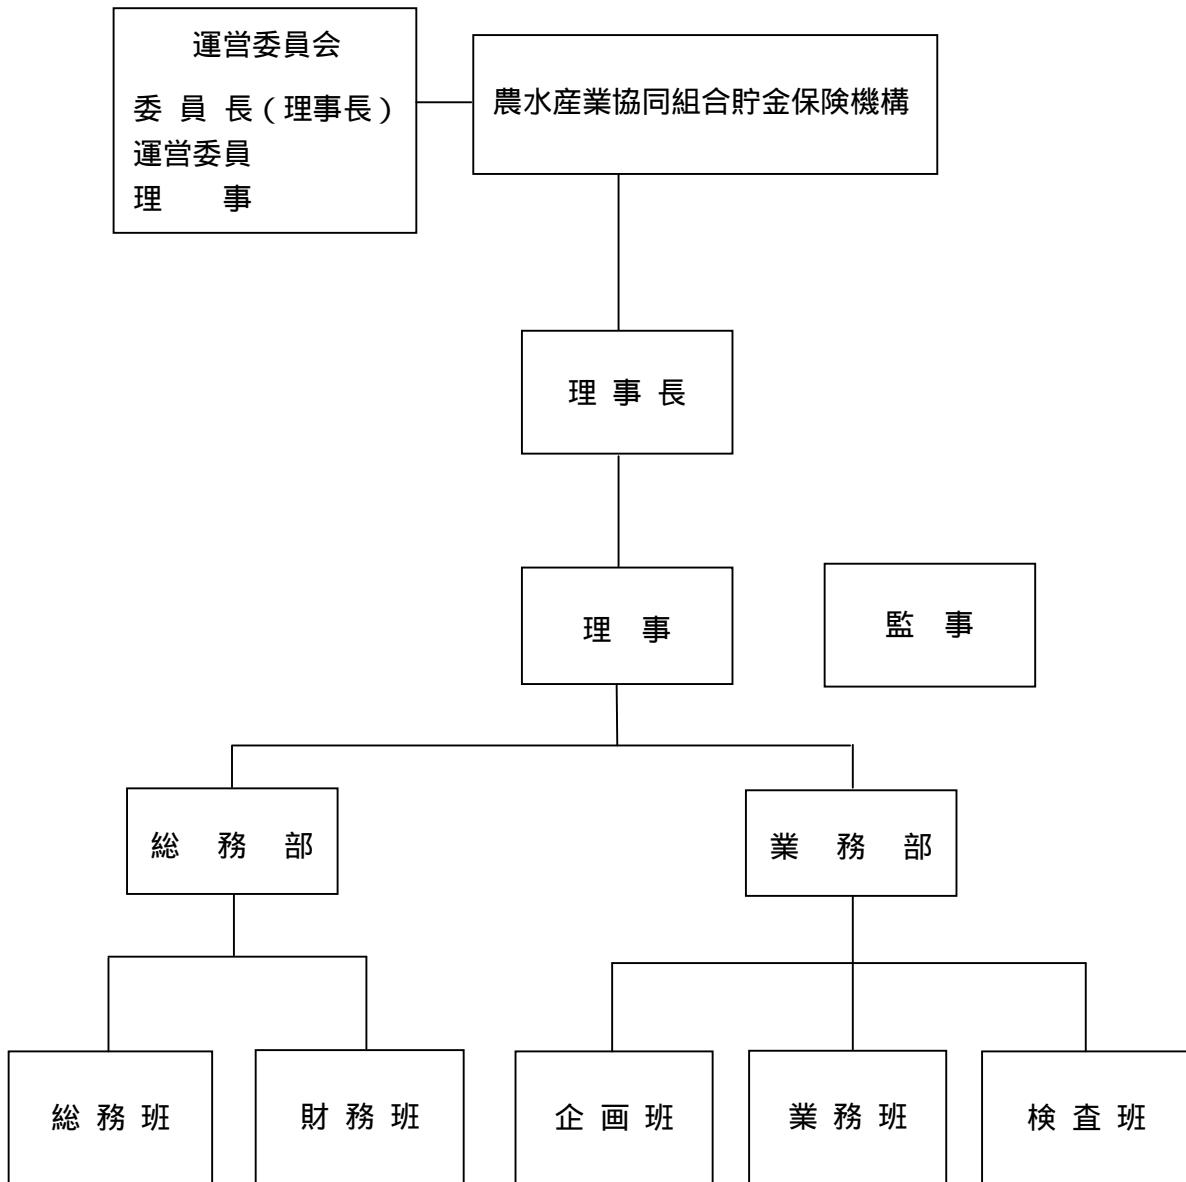 運営委員会
委 員 長 ( 理事長 )
運営委員
理　　事
農水産業協同組合貯金保険機構
理 事 長
理　事
監　事
総　務　部
業　務　部
総 務 班
財 務 班
企 画 班
業 務 班
検 査 班